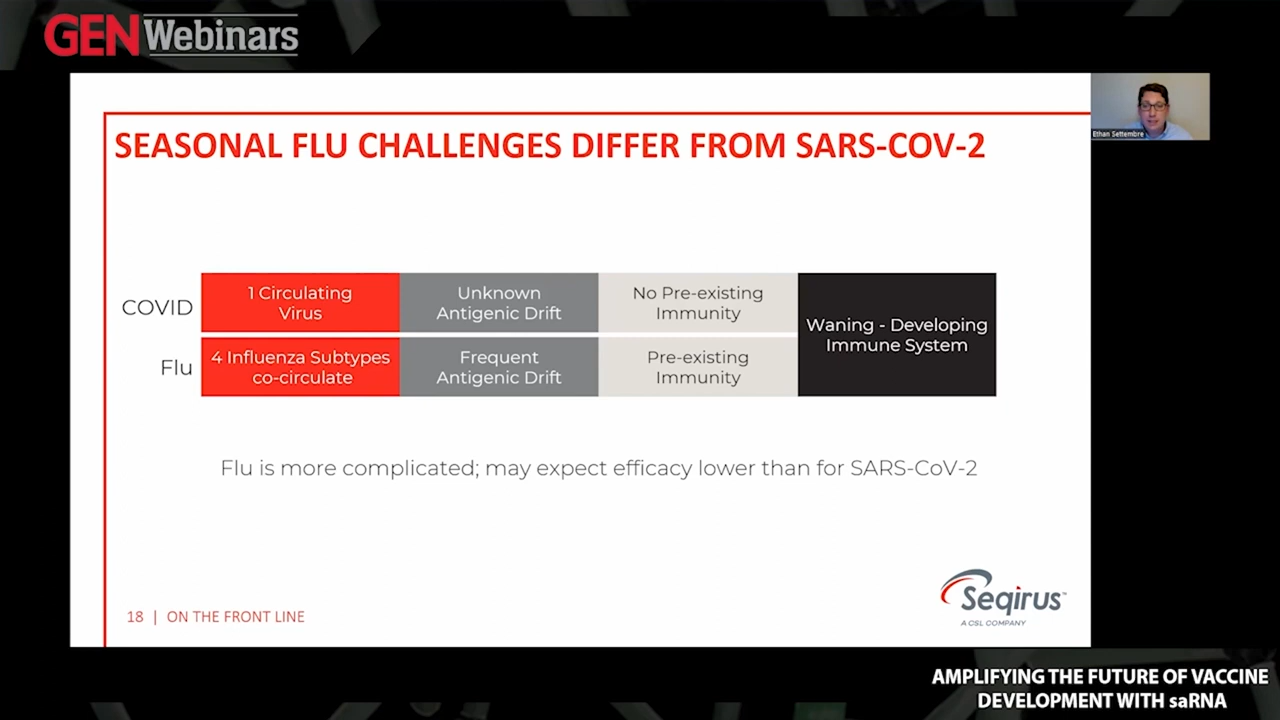 GENWebinars
SEASONAL FLU CHALLENGES DIFFER FROM SARS-COV-2
Ethan Settembre
COVID
1 Circulating
Virus
Unknown
Antigenic Drift
No Pre-existing
Immunity
Waning - Developing
Immune System
Flu
4 Influenza Subtypes
co-circulate
Frequent
Antigenic Drift
Pre-existing
Immunity
Flu is more complicated; may expect efficacy lower than for SARS-CoV-2
18 | ON THE FRONT LINE
Seqirus™
A CSL COMPANY
AMPLIFYING THE FUTURE OF VACCINE
DEVELOPMENT WITH saRNA